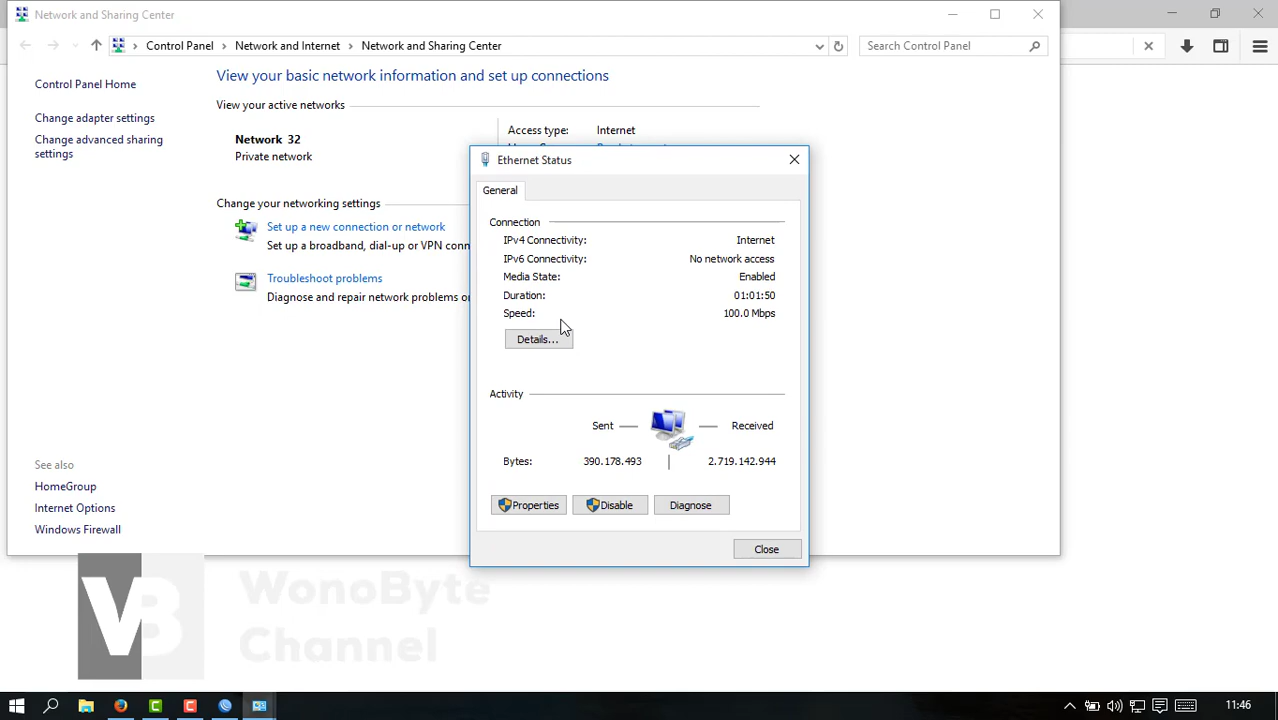 Network and Sharing Center
Control Panel
Network and Internet
Network and Sharing Center
Search Control Panel
Control Panel Home
Change adapter settings
Change advanced sharing
settings
View your basic network information and set up connections
View your active networks
Network 32
Private network
Access type:
Internet
Change your networking settings
Set up a new connection or network
Set up a broadband, dial-up or VPN
Troubleshoot problems
Diagnose and repair network problems
See also
HomeGroup
Internet Options
Windows Firewall
Ethernet Status
General
Connection
IPv4 Connectivity:
Internet
IPv6 Connectivity:
No network access
Media State:
Enabled
Duration:
01:01:50
Speed:
100.0 Mbps
Details...
Activity
Sent
Received
Bytes:
390.178.493
2.719.142.944
Properties
Disable
Diagnose
Close
VB
WonoByte
Channel
11:46